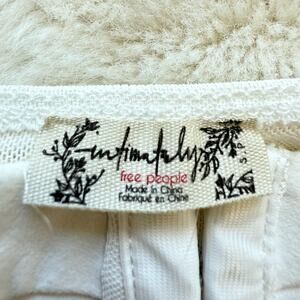 intimately
free people
Made in China
Fabriqué en Chine
S/P